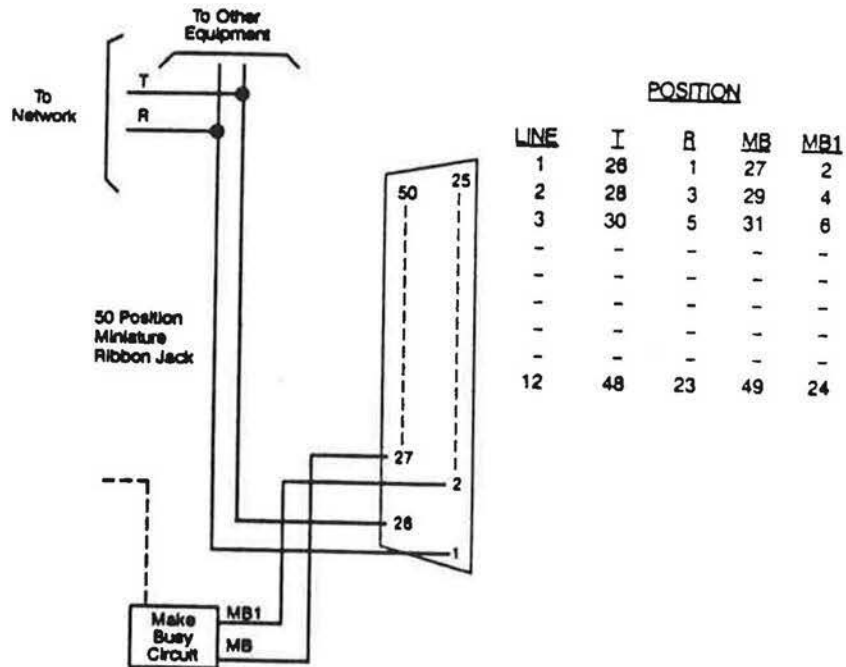 To Other
Equipment
To
Network
T
R
POSITION
LINE T R MB MB1
1 26 1 27 2
2 28 3 29 4
3 30 5 31 6
- - - - -
- - - - -
- - - - -
- - - - -
- - - - -
12 48 23 49 24
50 25
50 Position
Miniature
Ribbon Jack
27
2
26
1
Make
Busy
Circuit
MB1
MB